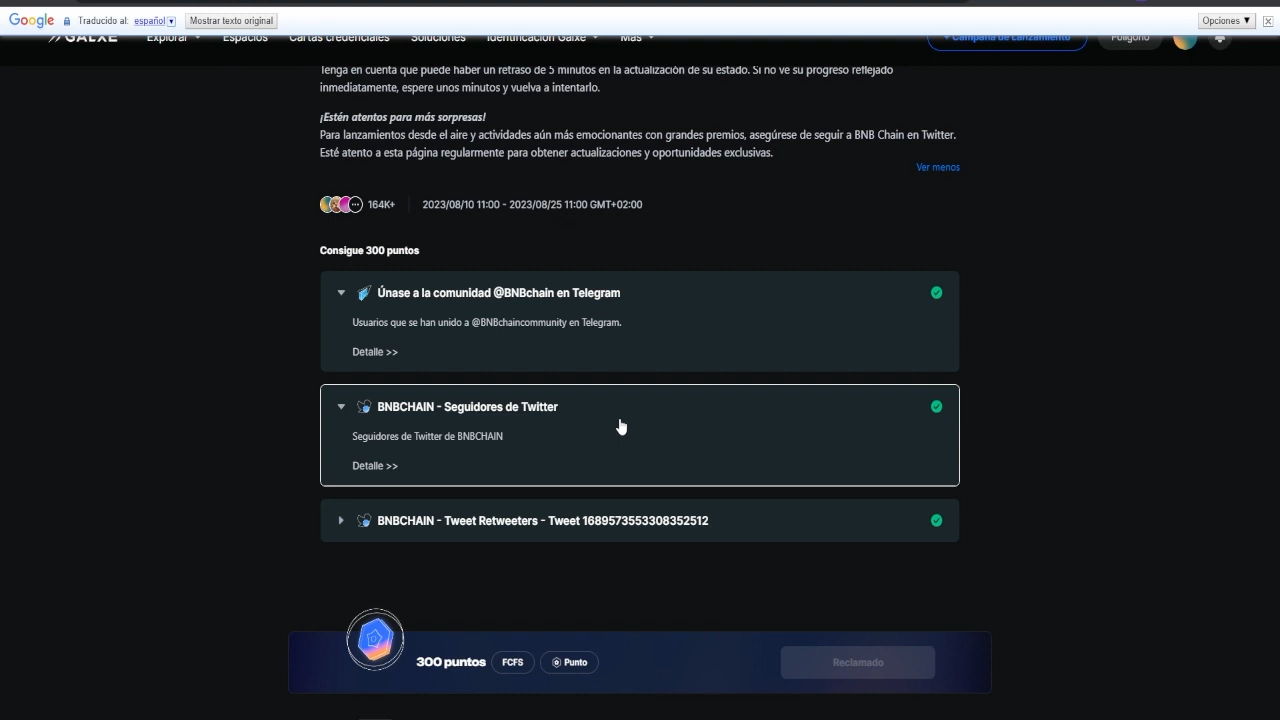 Google Traducido al: español Mostrar texto original Opciones ▼
GALXE Explorar Espacios Cartas credenciales Soluciones Identificación Galxe Más + Campaña de Lanzamiento Polígono
Tenga en cuenta que puede haber un retraso de 5 minutos en la actualización de su estado. Si no ve su progreso reflejado
inmediatamente, espere unos minutos y vuelva a intentarlo.
¡Estén atentos para más sorpresas!
Para lanzamientos desde el aire y actividades aún más emocionantes con grandes premios, asegúrese de seguir a BNB Chain en Twitter.
Esté atento a esta página regularmente para obtener actualizaciones y oportunidades exclusivas.
Ver menos
164K+ 2023/08/10 11:00 - 2023/08/25 11:00 GMT+02:00
Consigue 300 puntos
Únase a la comunidad @BNBchain en Telegram
Usuarios que se han unido a @BNBchaincommunity en Telegram.
Detalle >>
BNBCHAIN - Seguidores de Twitter
Seguidores de Twitter de BNBCHAIN
Detalle >>
BNBCHAIN - Tweet Retweeters - Tweet 1689573553308352512
300 puntos FCFS Punto Reclamado